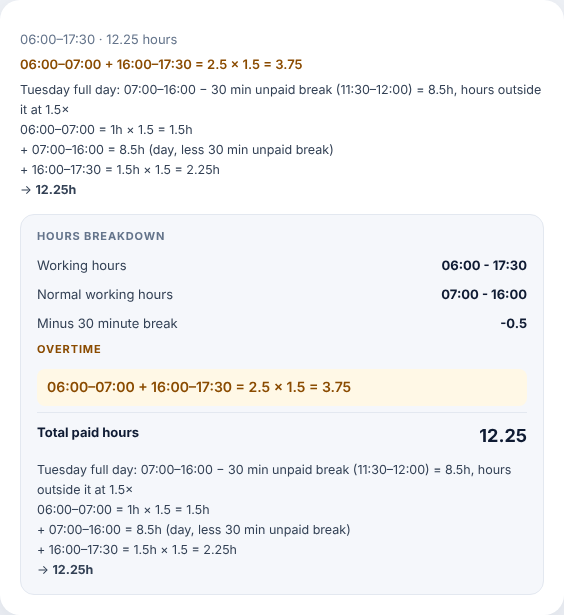 06:00–17:30 · 12.25 hours
06:00–07:00 + 16:00–17:30 = 2.5 × 1.5 = 3.75
Tuesday full day: 07:00–16:00 − 30 min unpaid break (11:30–12:00) = 8.5h, hours outside
it at 1.5×
06:00–07:00 = 1h × 1.5 = 1.5h
+ 07:00–16:00 = 8.5h (day, less 30 min unpaid break)
+ 16:00–17:30 = 1.5h × 1.5 = 2.25h
→ 12.25h
HOURS BREAKDOWN
Working hours 06:00 - 17:30
Normal working hours 07:00 - 16:00
Minus 30 minute break -0.5
OVERTIME
06:00–07:00 + 16:00–17:30 = 2.5 × 1.5 = 3.75
Total paid hours 12.25
Tuesday full day: 07:00–16:00 − 30 min unpaid break (11:30–12:00) = 8.5h, hours
outside it at 1.5×
06:00–07:00 = 1h × 1.5 = 1.5h
+ 07:00–16:00 = 8.5h (day, less 30 min unpaid break)
+ 16:00–17:30 = 1.5h × 1.5 = 2.25h
→ 12.25h